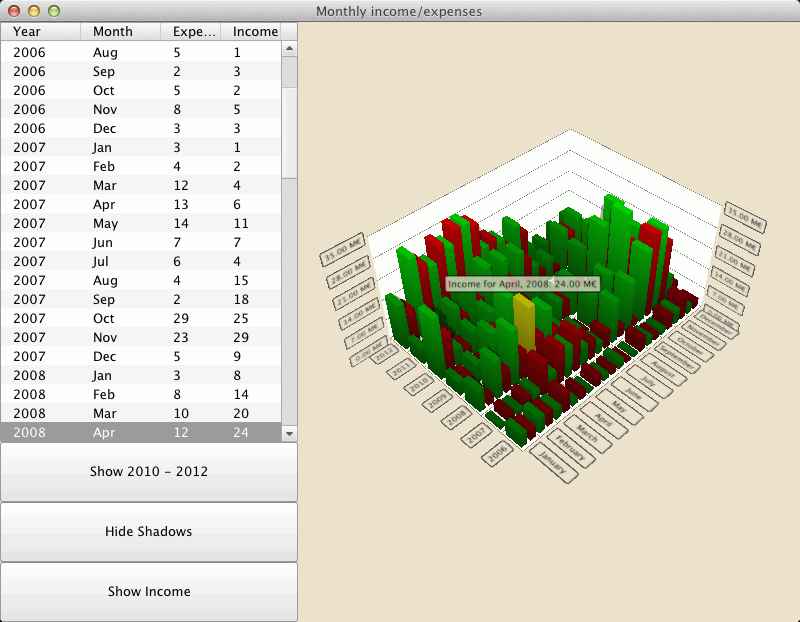 Monthly income/expenses
Year Month Expe... Income
2006 Aug 5 1
2006 Sep 2 3
2006 Oct 5 2
2006 Nov 8 5
2006 Dec 3 3
2007 Jan 3 1
2007 Feb 4 2
2007 Mar 12 4
2007 Apr 13 6
2007 May 14 11
2007 Jun 7 7
2007 Jul 6 4
2007 Aug 4 15
2007 Sep 2 18
2007 Oct 29 25
2007 Nov 23 29
2007 Dec 5 9
2008 Jan 3 8
2008 Feb 8 14
2008 Mar 10 20
2008 Apr 12 24
Show 2010 - 2012
Hide Shadows
Show Income
Income for April, 2008: 24.00 M€
35.00 M€
28.00 M€
21.00 M€
14.00 M€
7.00 M€
0.00 M€
2012
2011
2010
2009
2008
2007
2006
35.00 M€
28.00 M€
21.00 M€
14.00 M€
7.00 M€
0.00 M€
December
November
October
September
August
July
June
May
April
March
February
January